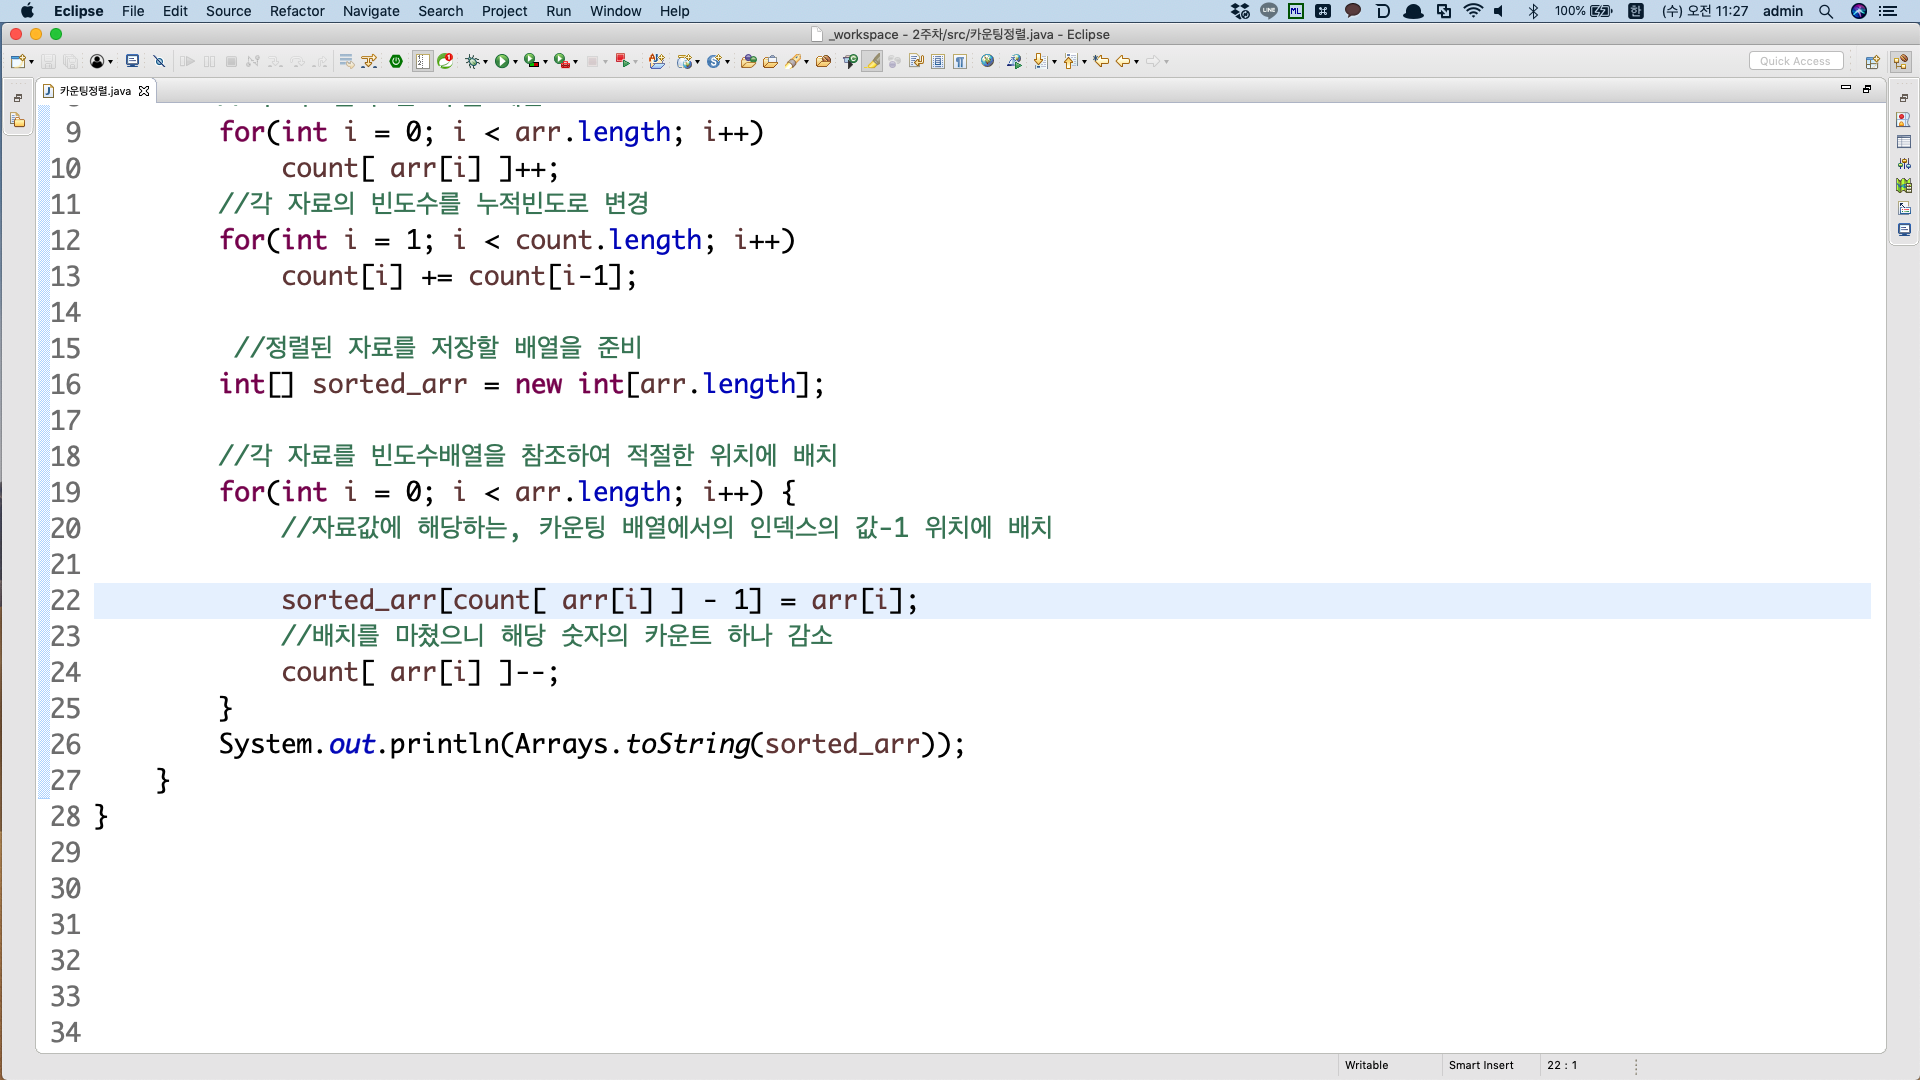 Eclipse File Edit Source Refactor Navigate Search Project Run Window Help
LINE ML 100% 한 (수) 오전 11:27 admin
_workspace - 2주차/src/카운팅정렬.java - Eclipse
Quick Access
카운팅정렬.java
9 for(int i = 0; i < arr.length; i++)
10 count[ arr[i] ]++;
11 //각 자료의 빈도수를 누적빈도로 변경
12 for(int i = 1; i < count.length; i++)
13 count[i] += count[i-1];
14
15 //정렬된 자료를 저장할 배열을 준비
16 int[] sorted_arr = new int[arr.length];
17
18 //각 자료를 빈도수배열을 참조하여 적절한 위치에 배치
19 for(int i = 0; i < arr.length; i++) {
20 //자료값에 해당하는, 카운팅 배열에서의 인덱스의 값-1 위치에 배치
21
22 sorted_arr[count[ arr[i] ] - 1] = arr[i];
23 //배치를 마쳤으니 해당 숫자의 카운트 하나 감소
24 count[ arr[i] ]--;
25 }
26 System.out.println(Arrays.toString(sorted_arr));
27 }
28 }
29
30
31
32
33
34
Writable Smart Insert 22 : 1